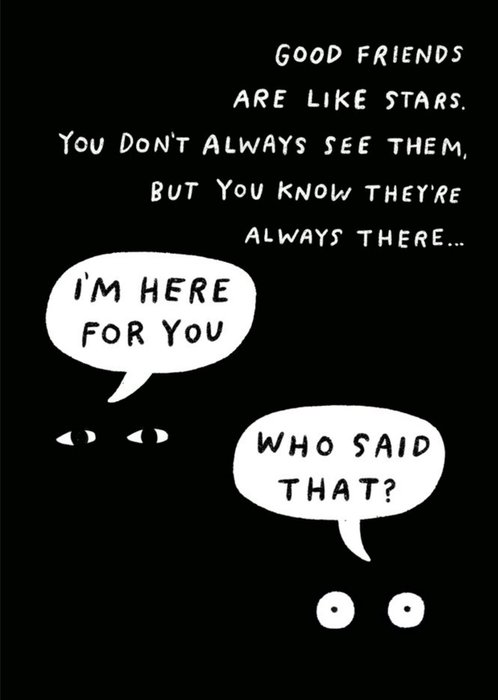 GOOD FRIENDS
ARE LIKE STARS.
YOU DON'T ALWAYS SEE THEM,
BUT YOU KNOW THEY'RE
ALWAYS THERE...
I'M HERE
FOR YOU
WHO SAID
THAT?